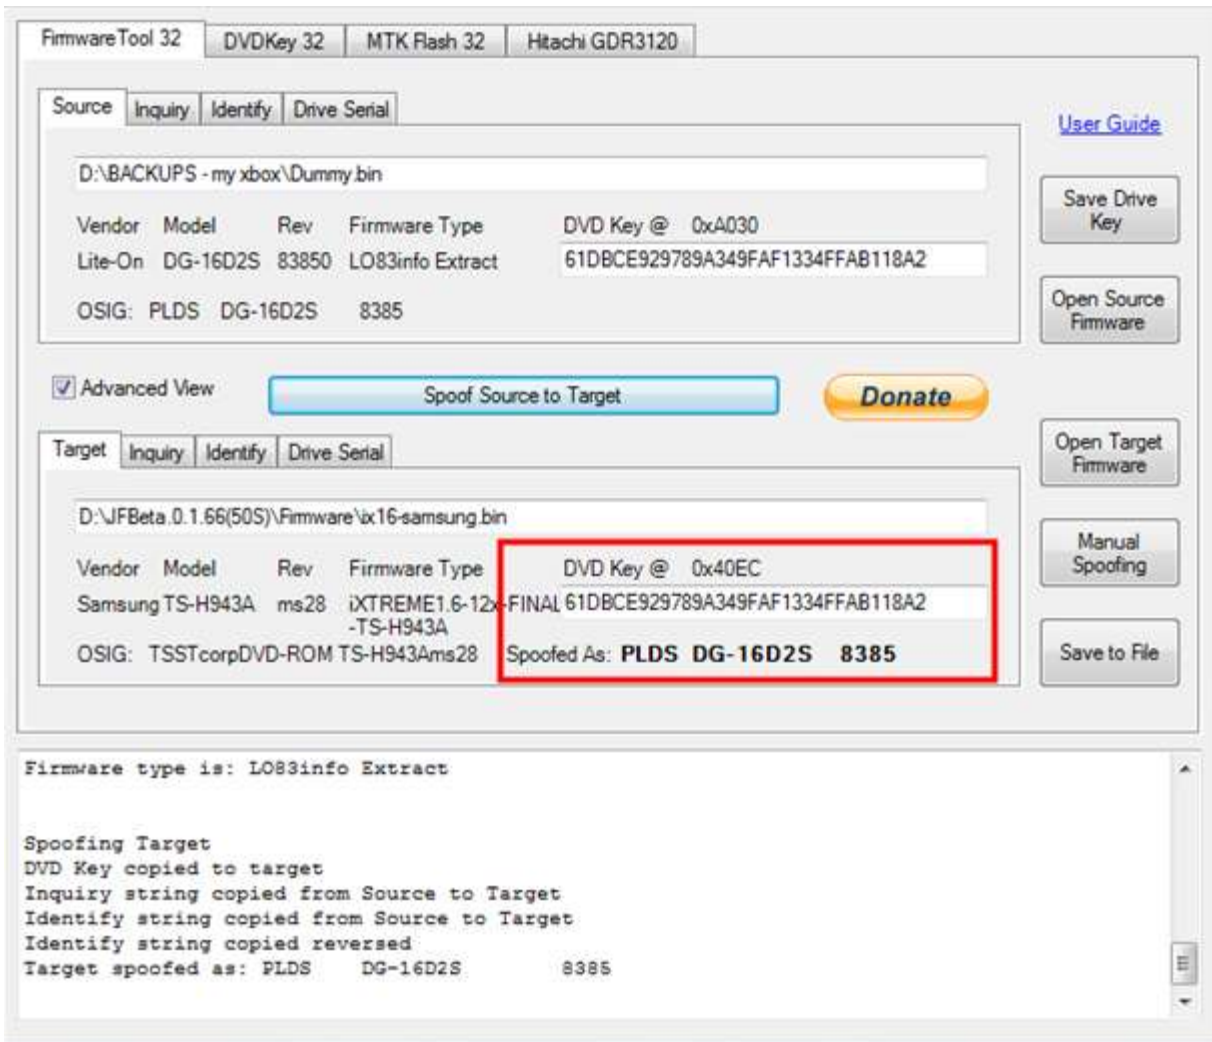 FirmwareTool 32 DVDKey 32 MTK Flash 32 Hitachi GDR3120
Source Inquiry Identify Drive Serial
User Guide
D:\BACKUPS - my xbox\Dummy.bin
Save Drive
Key
Vendor Model Rev Firmware Type DVD Key @ 0xA030
Lite-On DG-16D2S 83850 LO83info Extract 61DBCE929789A349FAF1334FFAB118A2
OSIG: PLDS DG-16D2S 8385
Open Source
Firmware
Advanced View Spoof Source to Target Donate
Target Inquiry Identify Drive Serial
Open Target
Firmware
D:\JFBeta.0.1.66(50S)\Firmware\ix16-samsung.bin
Manual
Spoofing
Vendor Model Rev Firmware Type DVD Key @ 0x40EC
Samsung TS-H943A ms28 iXTREME1.6-12x-FINAL 61DBCE929789A349FAF1334FFAB118A2
-TS-H943A
OSIG: TSSTcorpDVD-ROM TS-H943Ams28 Spoofed As: PLDS DG-16D2S 8385
Save to File
Firmware type is: LO83info Extract
Spoofing Target
DVD Key copied to target
Inquiry string copied from Source to Target
Identify string copied from Source to Target
Identify string copied reversed
Target spoofed as: PLDS DG-16D2S 8385